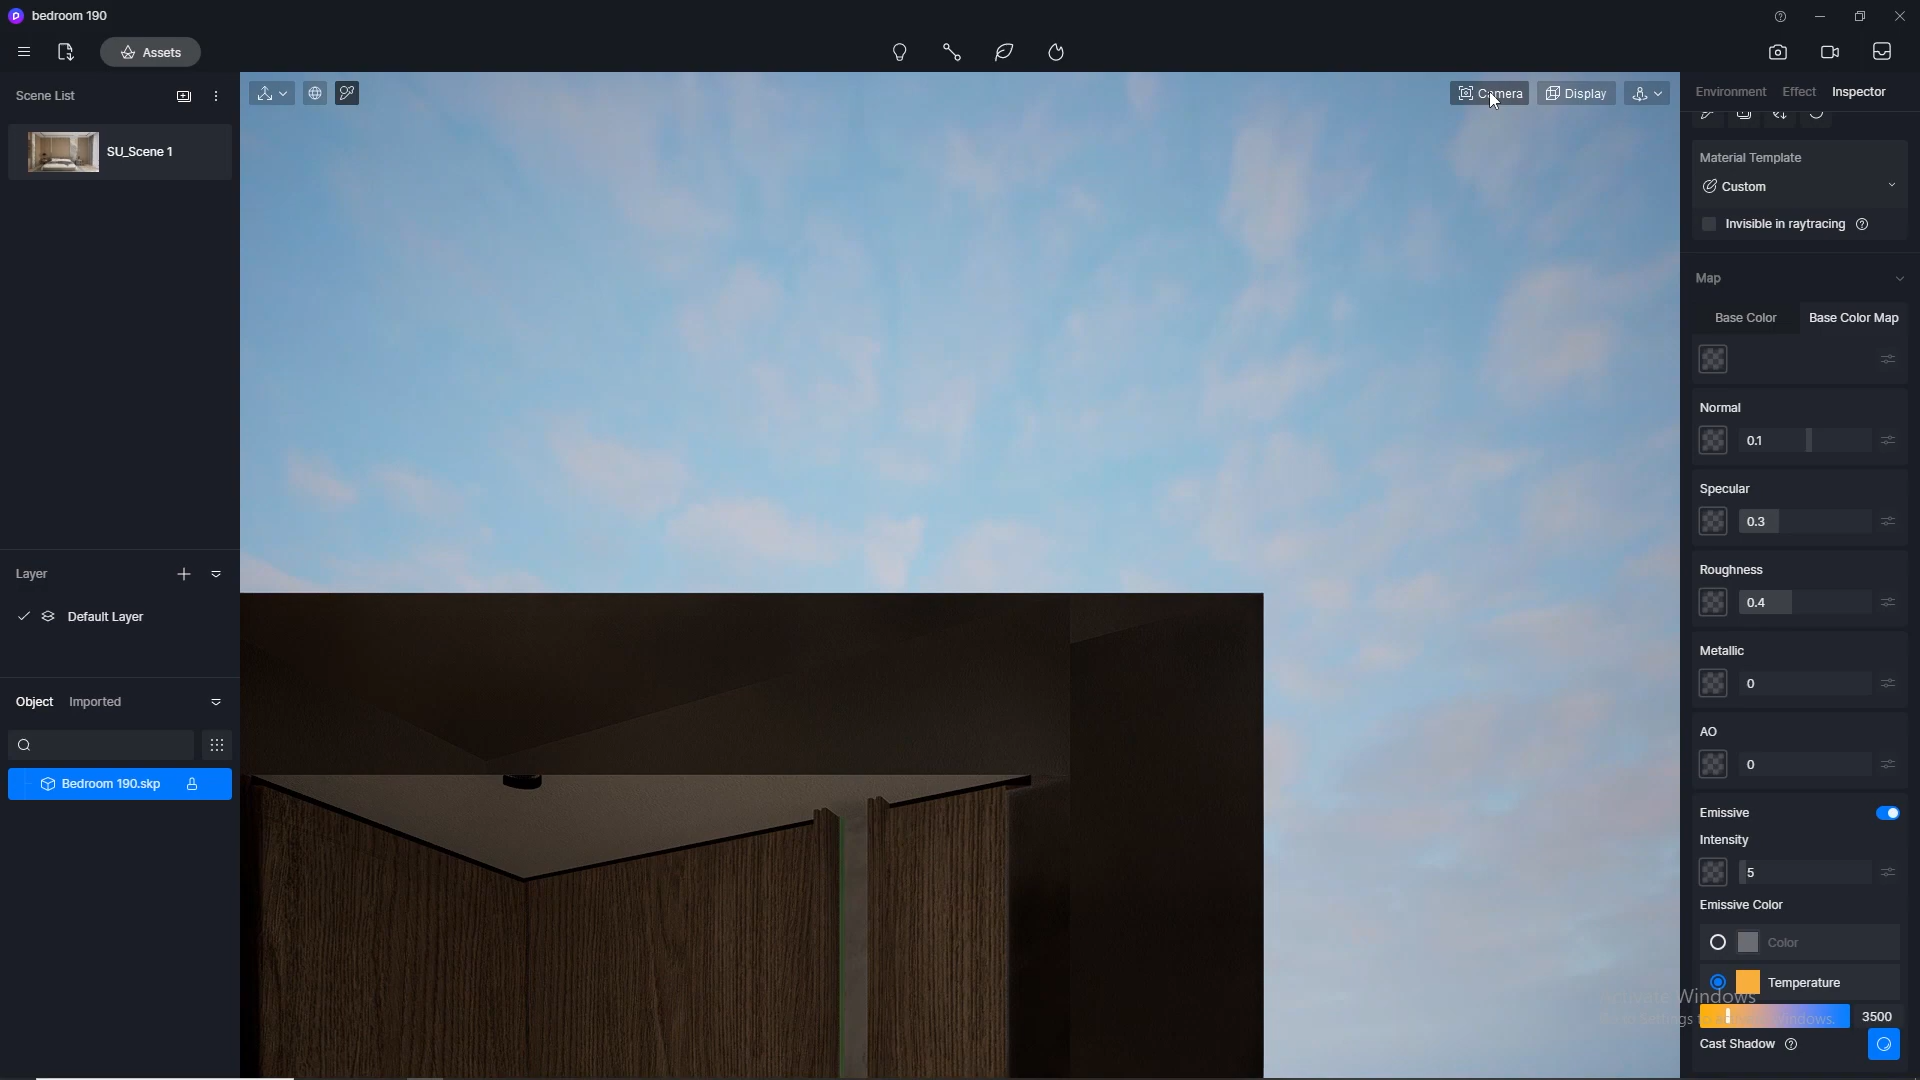 bedroom 190
Assets
Scene List
SU_Scene 1
Camera
Display
Environment
Effect
Inspector
Material Template
Custom
Invisible in raytracing
Map
Base Color
Base Color Map
Normal
0.1
Specular
0.3
Roughness
0.4
Metallic
0
AO
0
Emissive
Intensity
5
Emissive Color
Color
Temperature
3500
Cast Shadow
Layer
Default Layer
Object
Imported
Bedroom 190.skp